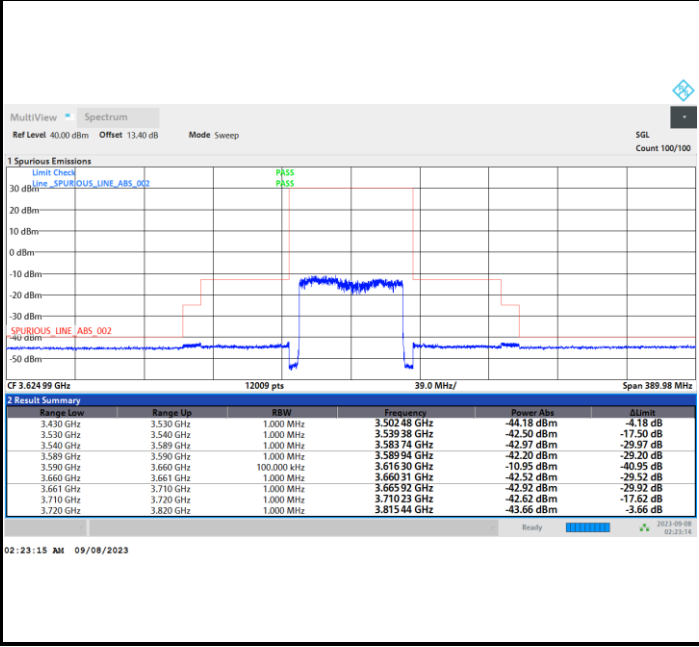 MultiView Spectrum
Ref Level 40.00 dBm Offset 13.40 dB Mode Sweep SGL
Count 100/100
1 Spurious Emissions
Limit Check PASS
Line _SPURIOUS_LINE_ABS_002 PASS
30 dBm
20 dBm
10 dBm
0 dBm
-10 dBm
-20 dBm
-30 dBm
SPURIOUS_LINE_ABS_002
-40 dBm
-50 dBm
CF 3.624 99 GHz 12009 pts 39.0 MHz/ Span 389.98 MHz
2 Result Summary
Range Low Range Up RBW Frequency Power Abs ΔLimit
3.430 GHz 3.530 GHz 1.000 MHz 3.502 48 GHz -44.18 dBm -4.18 dB
3.530 GHz 3.540 GHz 1.000 MHz 3.539 38 GHz -42.50 dBm -17.50 dB
3.540 GHz 3.589 GHz 1.000 MHz 3.583 74 GHz -42.97 dBm -29.97 dB
3.589 GHz 3.590 GHz 1.000 MHz 3.589 94 GHz -42.20 dBm -29.20 dB
3.590 GHz 3.660 GHz 100.000 kHz 3.616 30 GHz -10.95 dBm -40.95 dB
3.660 GHz 3.661 GHz 1.000 MHz 3.660 31 GHz -42.52 dBm -29.52 dB
3.661 GHz 3.710 GHz 1.000 MHz 3.665 92 GHz -42.92 dBm -29.92 dB
3.710 GHz 3.720 GHz 1.000 MHz 3.710 23 GHz -42.62 dBm -17.62 dB
3.720 GHz 3.820 GHz 1.000 MHz 3.815 44 GHz -43.66 dBm -3.66 dB
Ready 2023-09-08
02:23:14
02:23:15 AM 09/08/2023